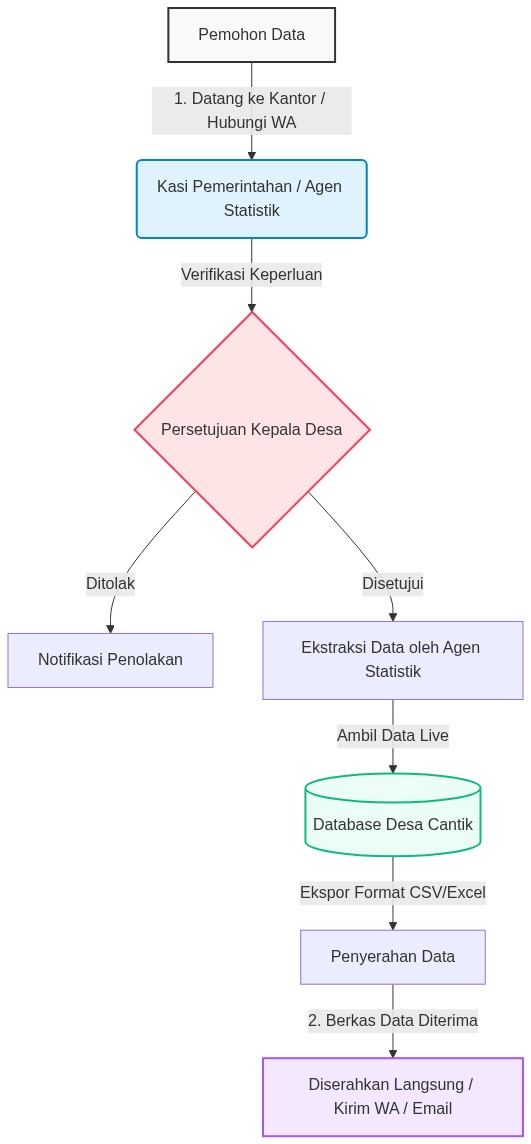 Pemohon Data
1. Datang ke Kantor /
Hubungi WA
Kasi Pemerintahan / Agen
Statistik
Verifikasi Keperluan
Persetujuan Kepala Desa
Ditolak
Disetujui
Notifikasi Penolakan
Ekstraksi Data oleh Agen
Statistik
Ambil Data Live
Database Desa Cantik
Ekspor Format CSV/Excel
Penyerahan Data
2. Berkas Data Diterima
Diserahkan Langsung /
Kirim WA / Email